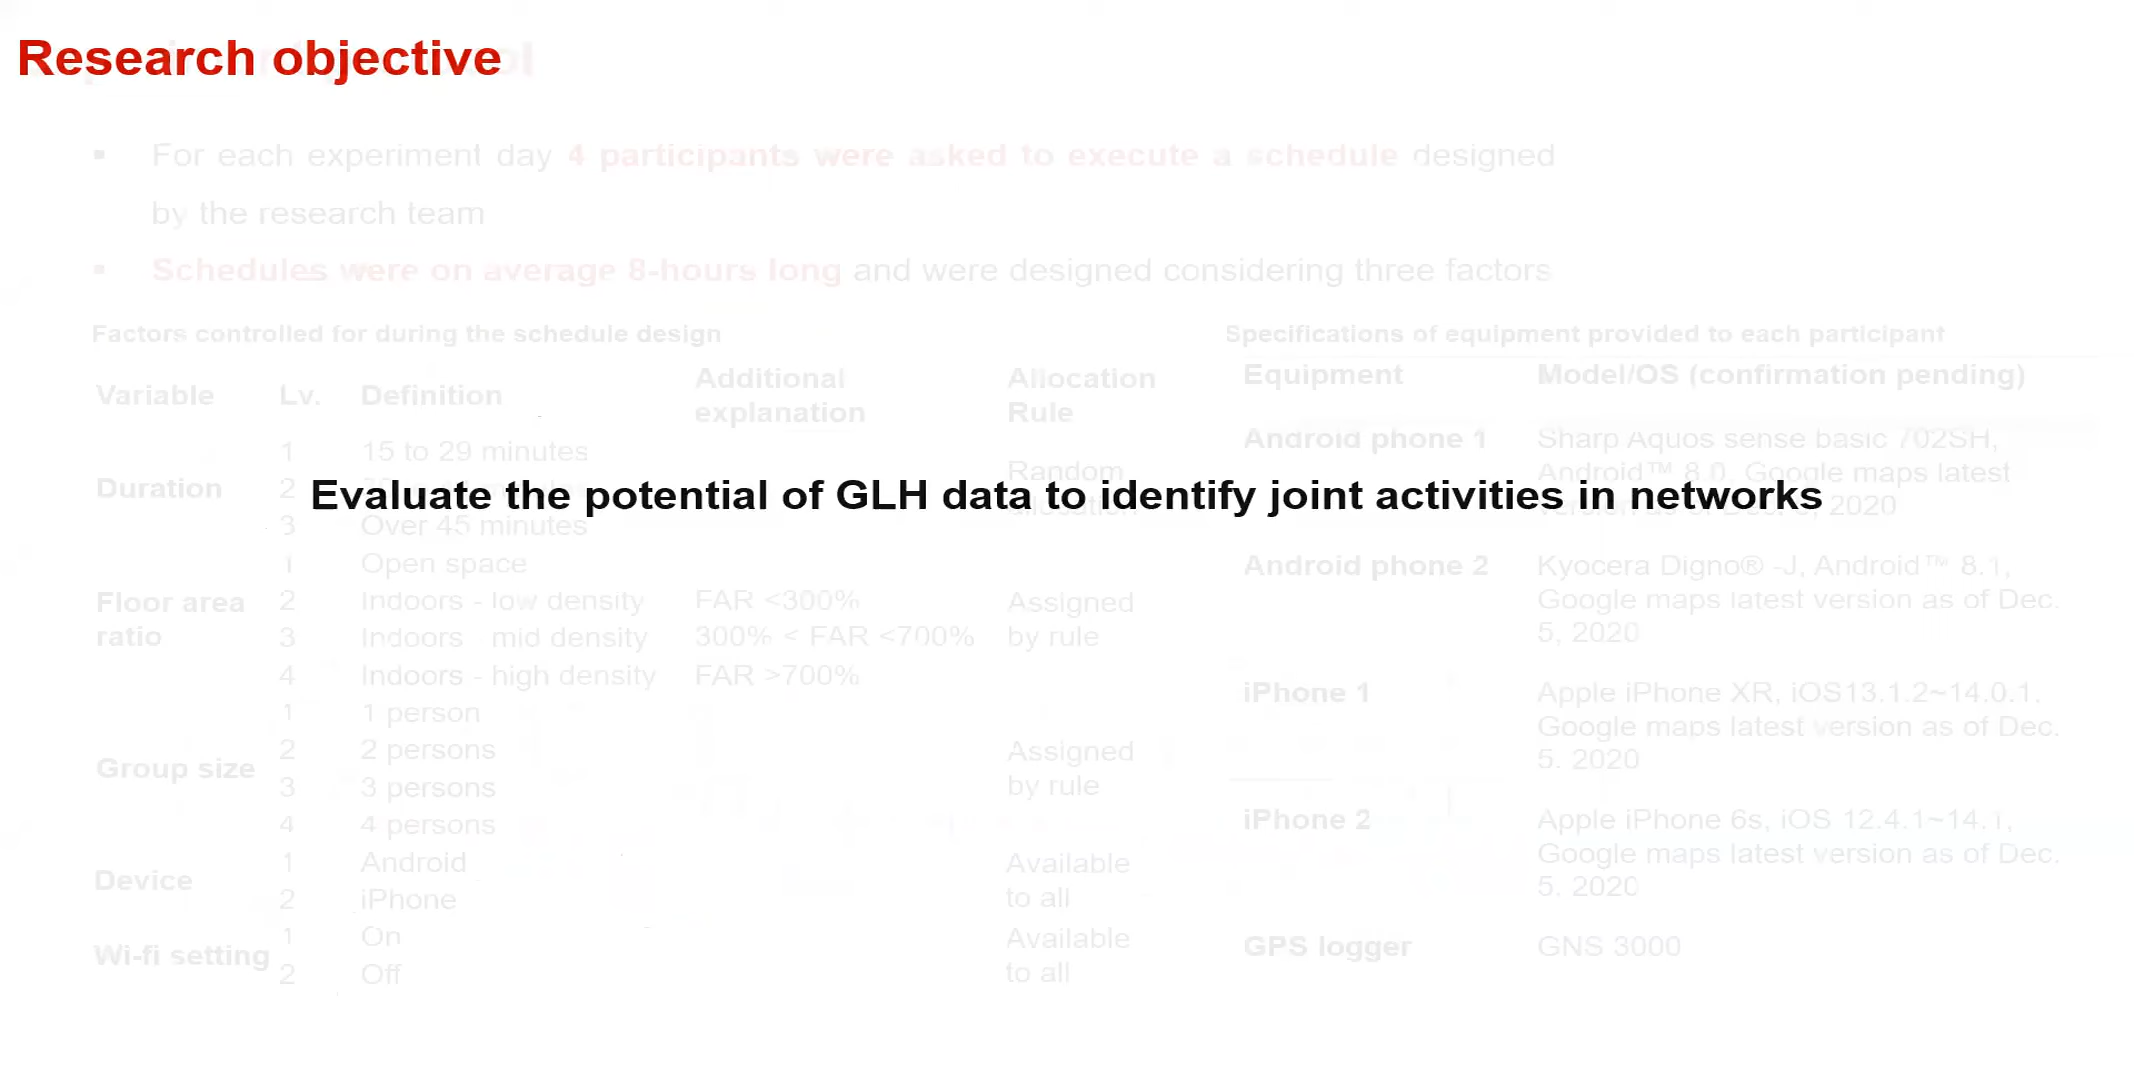 Research objective
For each experiment day 4 participants were asked to execute a schedule designed
by the research team
Schedules were on average 8-hours long and were designed considering three factors
Factors controlled for during the schedule design
Variable Lv. Definition Additional explanation Allocation Rule
Duration
1 15 to 29 minutes
2
3 Over 45 minutes
Random
Evaluate the potential of GLH data to identify joint activities in networks
Floor area ratio
1 Open space
2 Indoors - low density FAR <300%
3 Indoors mid density 300% < FAR <700%
4 Indoors - high density FAR >700%
Assigned by rule
Group size
1 1 person
2 2 persons
3 3 persons
4 4 persons
Assigned by rule
Device
1 Android
2 iPhone
Available to all
Wi-fi setting
1 On
2 Off
Available to all
Specifications of equipment provided to each participant
Equipment Model/OS (confirmation pending)
Android phone 1 Sharp Aquos sense basic 702SH,
Android™ 8.0, Google maps latest
2020
Android phone 2 Kyocera Digno® -J, Android™ 8.1,
Google maps latest version as of Dec.
5, 2020
iPhone 1 Apple iPhone XR, iOS13.1.2~14.0.1.
Google maps latest version as of Dec.
5. 2020
iPhone 2 Apple iPhone 6s, iOS 12.4.1~14.1,
Google maps latest version as of Dec.
5. 2020
GPS logger GNS 3000